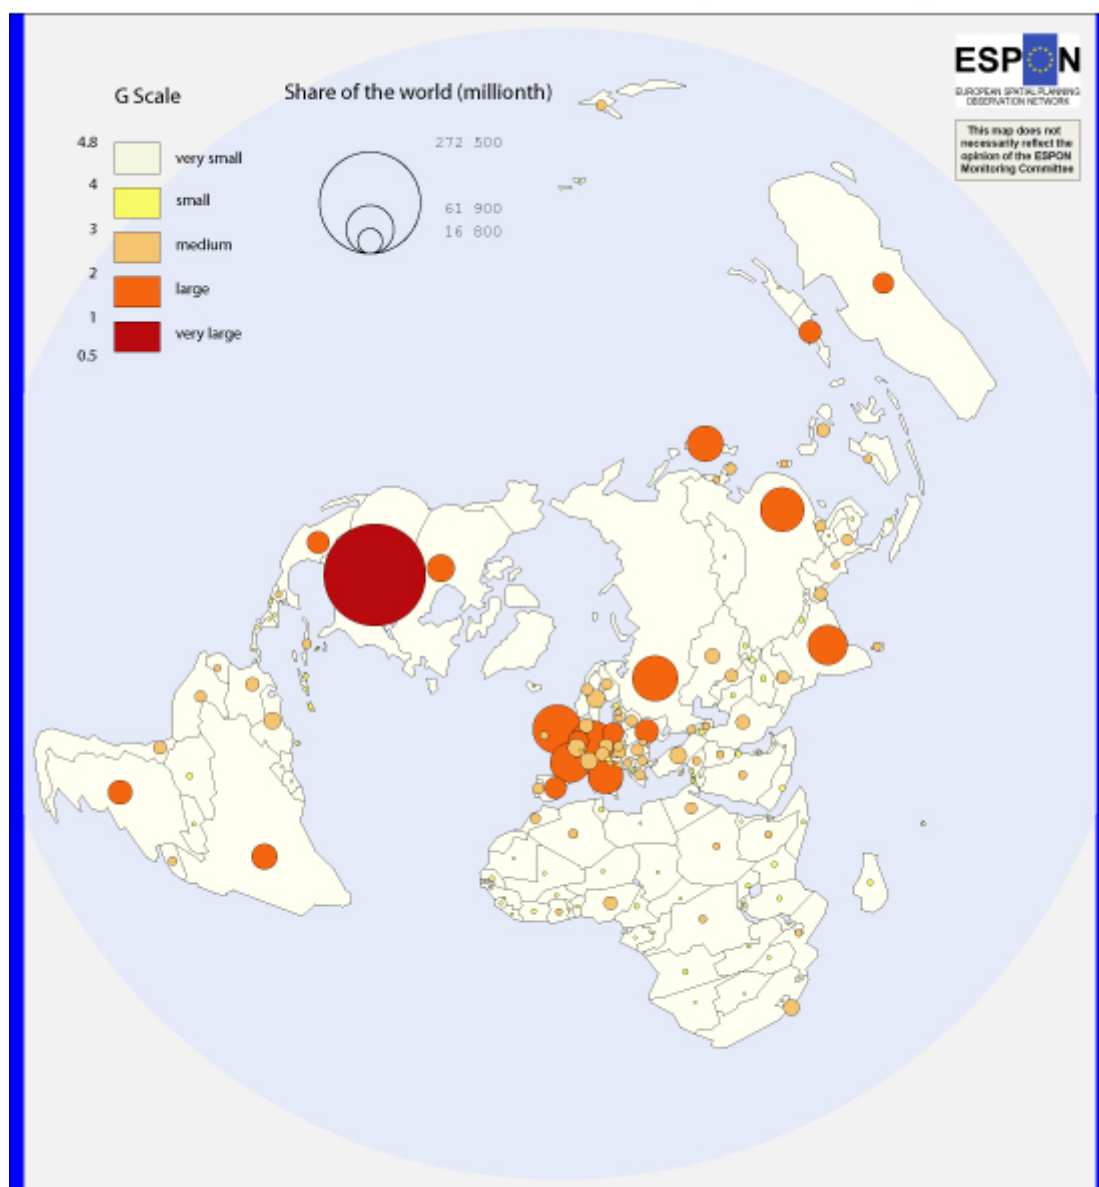 ESPON
EUROPEAN SPATIAL PLANNING
OBSERVATION NETWORK
This map does not
necessarily reflect the
opinion of the ESPON
Monitoring Committee
G Scale
4.8
very small
4
small
3
medium
2
large
1
very large
0.5
Share of the world (millionth)
272 500
61 900
16 800